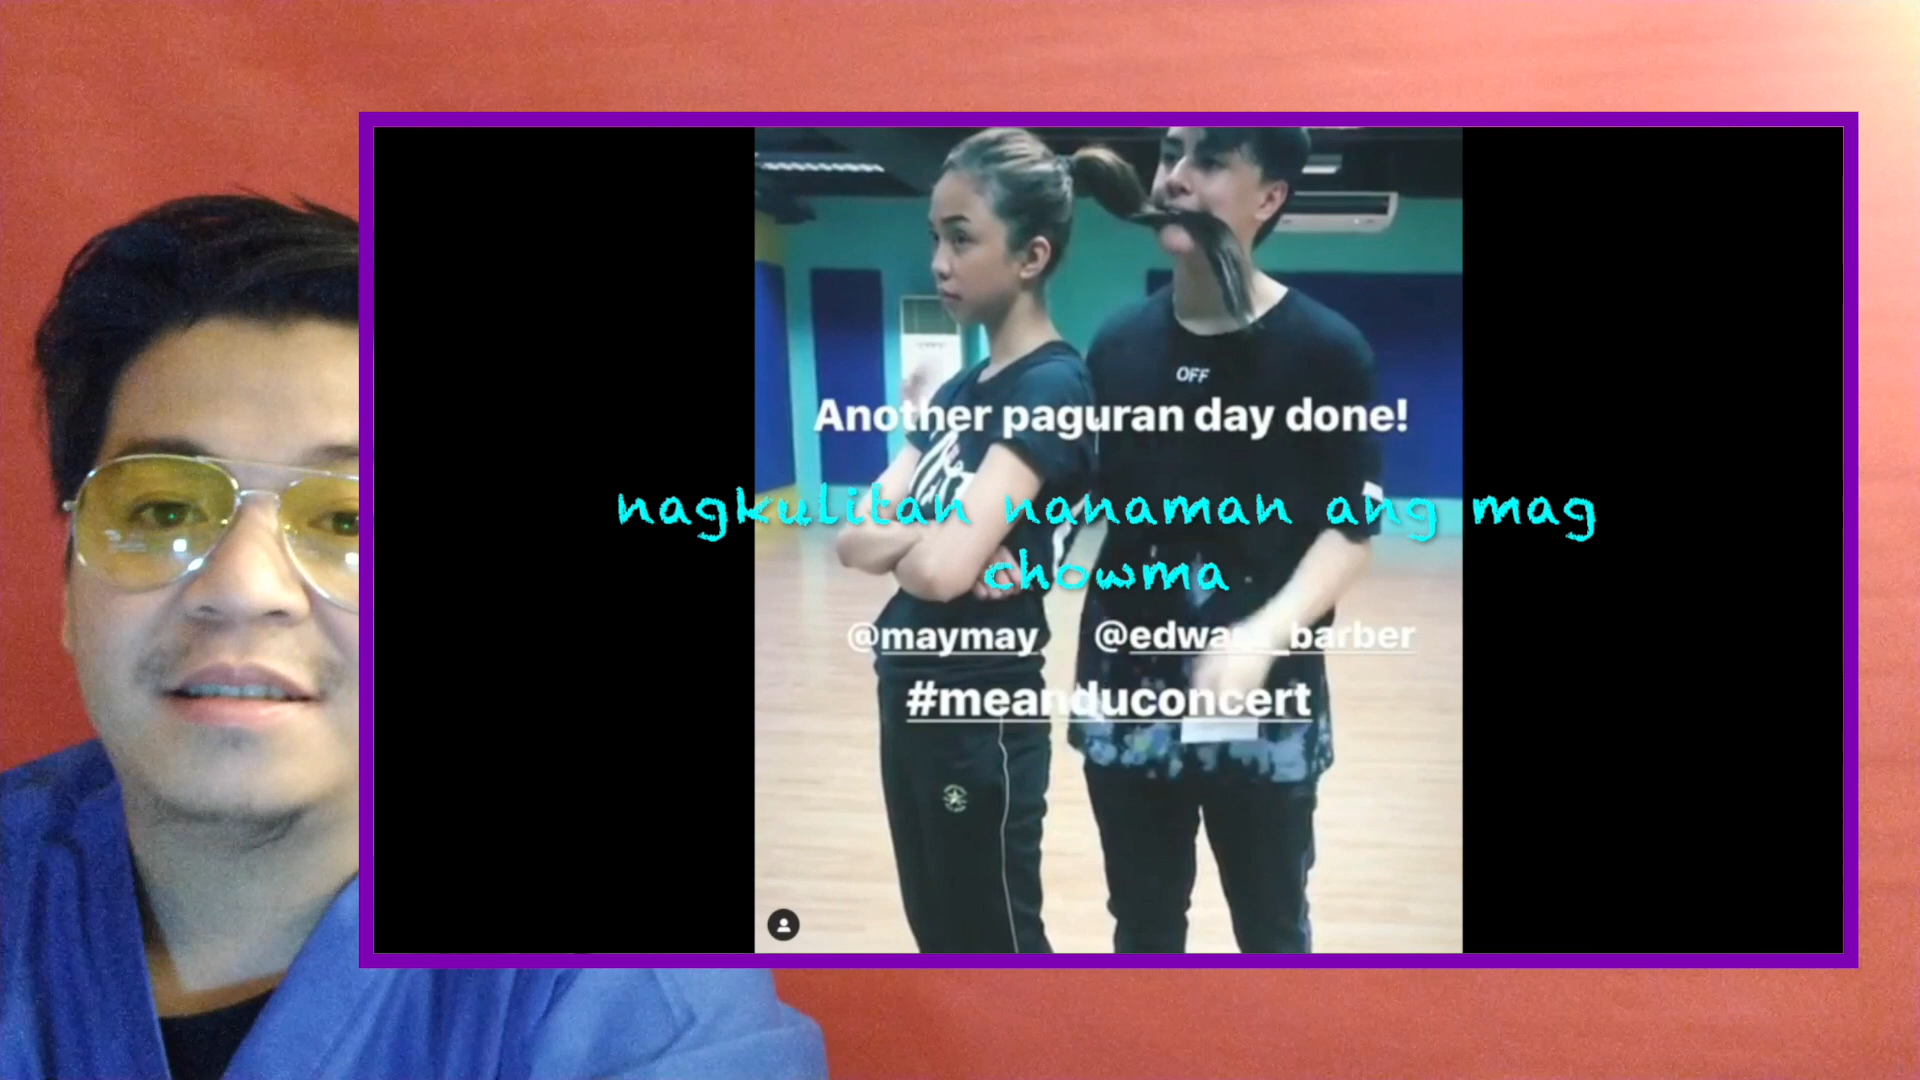 OFF
Another paguran day done!
nagkulitan nanaman ang mag
chowma
@maymay @edward_barber
#meanduconcert